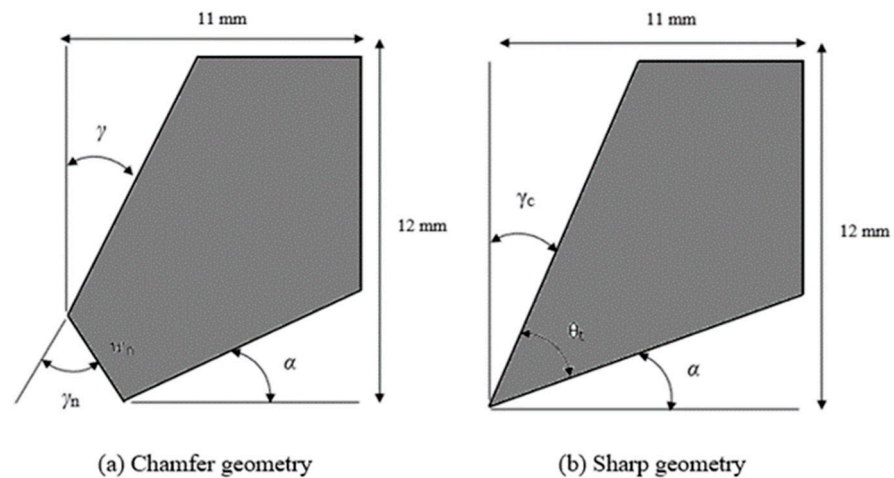 11 mm
γ
12 mm
γn
α
(a) Chamfer geometry
11 mm
γc
12 mm
θt
α
(b) Sharp geometry